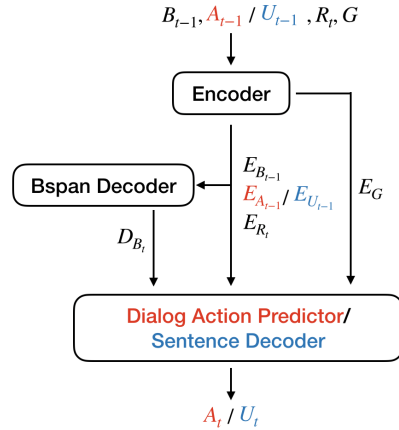 B_{t−1}, A_{t−1} / U_{t−1} , R_t, G
Encoder
E_{B_{t−1}}
Bspan Decoder
E_{A_{t−1}} / E_{U_{t−1}}
E_G
E_{R_t}
D_{B_t}
Dialog Action Predictor/
Sentence Decoder
A_t / U_t